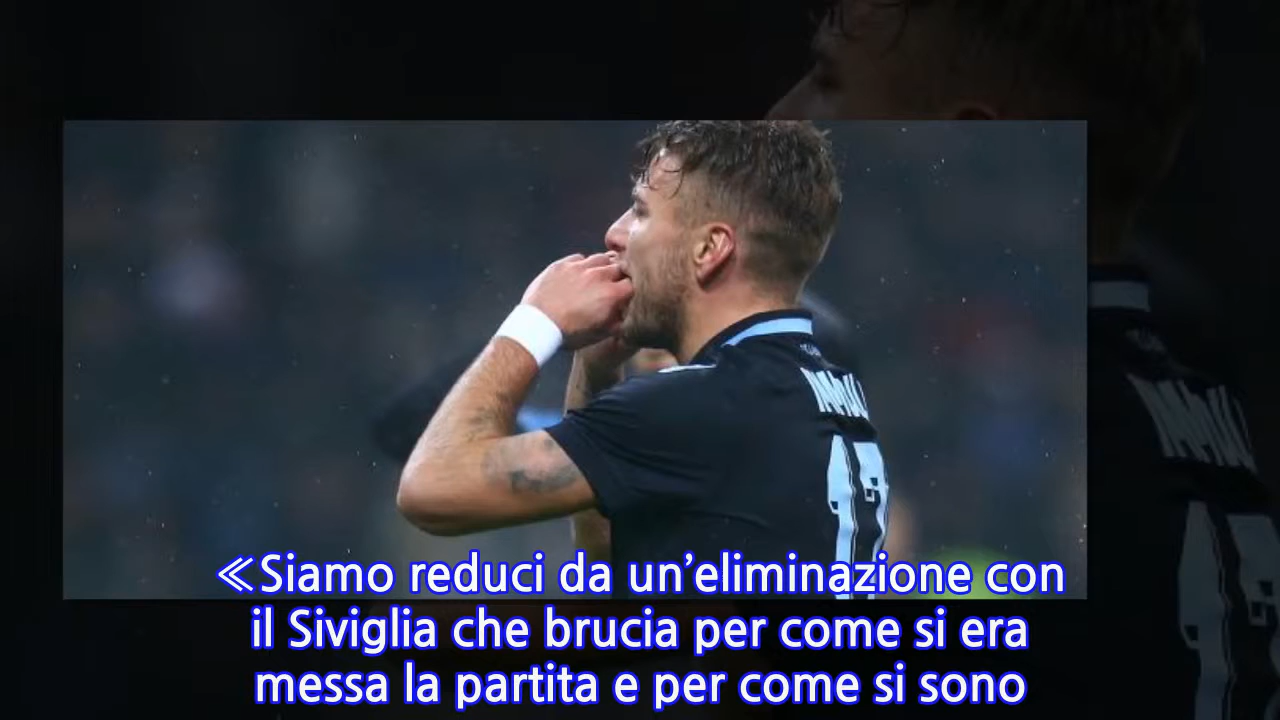 17
≪Siamo reduci da un’eliminazione con
il Siviglia che brucia per come si era
messa la partita e per come si sono